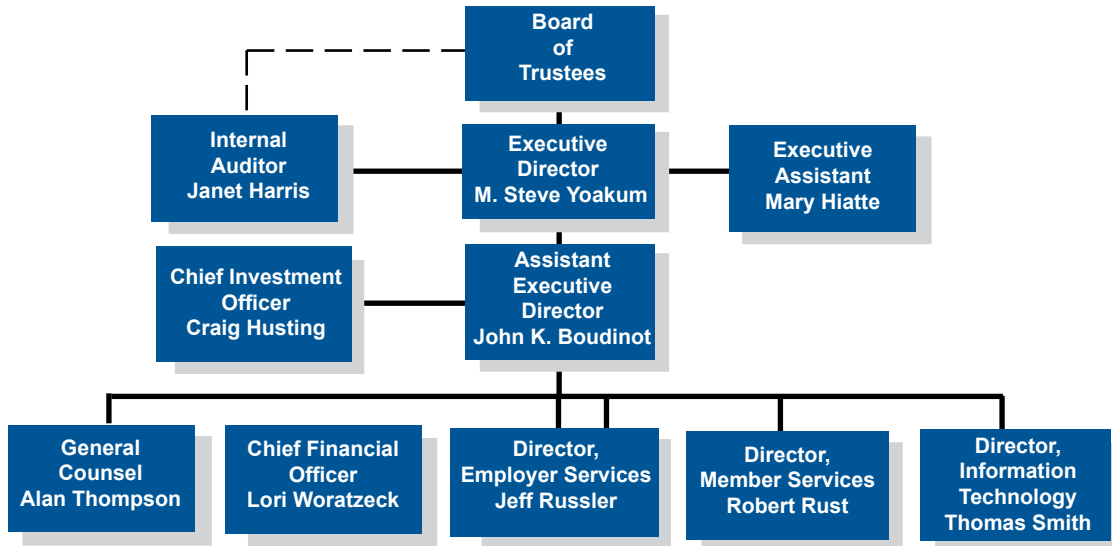 Board
of
Trustees
Internal
Auditor
Janet Harris
Executive
Director
M. Steve Yoakum
Executive
Assistant
Mary Hiatte
Chief Investment
Officer
Craig Husting
Assistant
Executive
Director
John K. Boudinot
General
Counsel
Alan Thompson
Chief Financial
Officer
Lori Woratzeck
Director,
Employer Services
Jeff Russler
Director,
Member Services
Robert Rust
Director,
Information
Technology
Thomas Smith